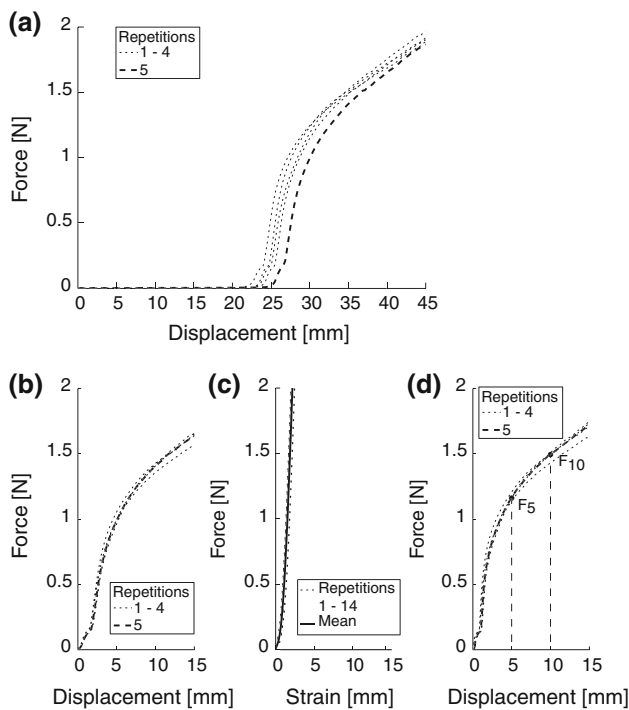 (a)
2
1.5
1
0.5
0
Force [N]
Repetitions
1 - 4
5
0 5 10 15 20 25 30 35 40 45
Displacement [mm]
(b)
2
1.5
1
0.5
0
Force [N]
Repetitions
1 - 4
5
0 5 10 15
Displacement [mm]
(c)
2
1.5
1
0.5
0
Force [N]
Repetitions
1 - 14
Mean
0 5 10 15
Strain [mm]
(d)
2
1.5
1
0.5
0
Force [N]
Repetitions
1 - 4
5
F5
F10
0 5 10 15
Displacement [mm]